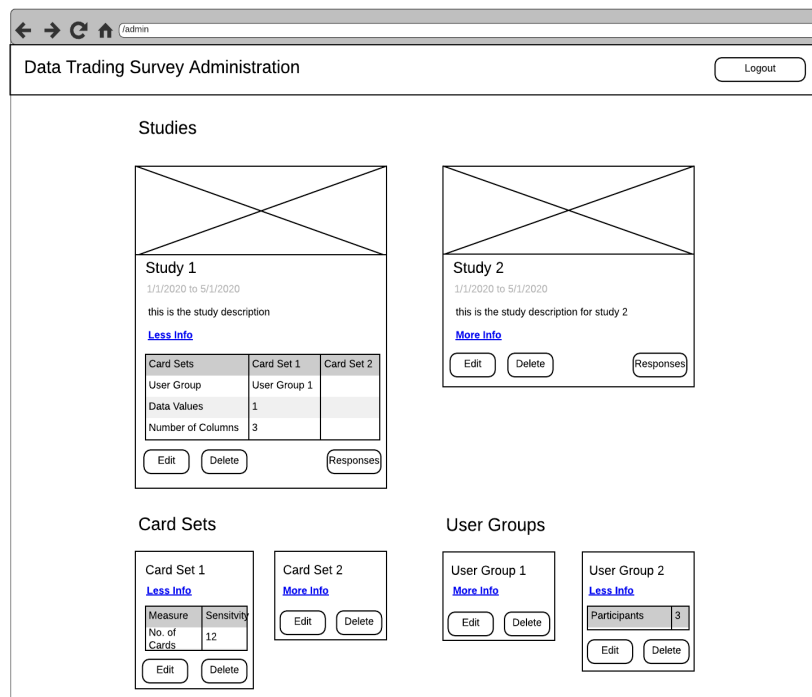 /admin
Data Trading Survey Administration
Logout
Studies
Study 1
1/1/2020 to 5/1/2020
this is the study description
Less Info
Card Sets Card Set 1 Card Set 2
User Group User Group 1
Data Values 1
Number of Columns 3
Edit Delete Responses
Study 2
1/1/2020 to 5/1/2020
this is the study description for study 2
More Info
Edit Delete Responses
Card Sets
Card Set 1
Less Info
Measure Sensitvity
No. of
Cards 12
Edit Delete
Card Set 2
More Info
Edit Delete
User Groups
User Group 1
More Info
Edit Delete
User Group 2
Less Info
Participants 3
Edit Delete